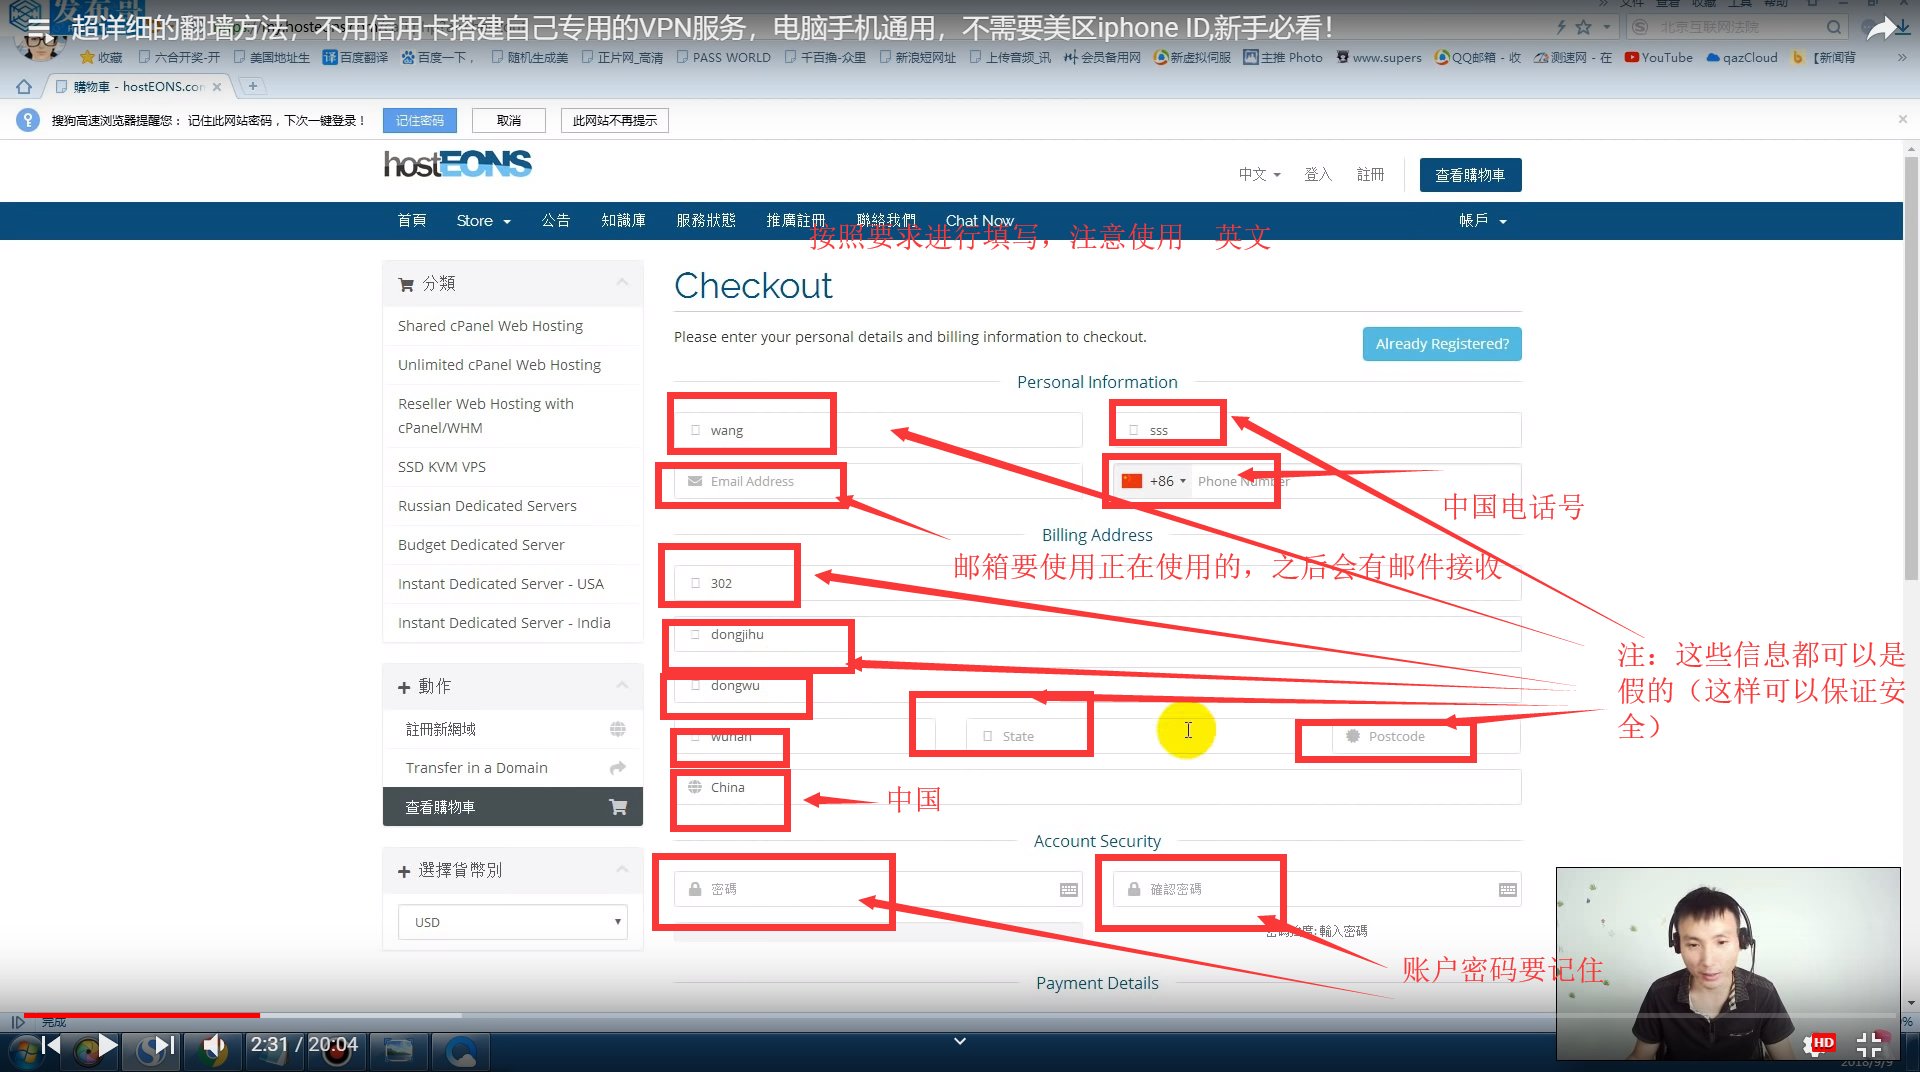 超详细的翻墙方法，不用信用卡搭建自己专用的VPN服务，电脑手机通用，不需要美区iphone ID,新手必看！
北京互联网法院
收藏 六合开奖-开 美国地址生 百度翻译 百度一下， 随机生成美 正片网_高清 PASS WORLD 千百撸-众里 新浪短网址 上传音频_讯 会员备用网 新虚拟伺服 主推 Photo www.supers QQ邮箱 - 收 测速网 - 在 YouTube qazCloud 【新闻背
購物車 - hostEONS.com
搜狗高速浏览器提醒您： 记住此网站密码，下次一键登录！ 记住密码 取消 此网站不再提示
hostEONS
中文 登入 註冊 查看購物車
首頁 Store 公告 知識庫 服務狀態 推廣註冊 聯絡我們 Chat Now 帳戶
按照要求进行填写，注意使用 英文
分類
Shared cPanel Web Hosting
Unlimited cPanel Web Hosting
Reseller Web Hosting with
cPanel/WHM
SSD KVM VPS
Russian Dedicated Servers
Budget Dedicated Server
Instant Dedicated Server - USA
Instant Dedicated Server - India
動作
註冊新網域
Transfer in a Domain
查看購物車
選擇貨幣別
USD
Checkout
Please enter your personal details and billing information to checkout.
Already Registered?
Personal Information
wang sss
Email Address +86 Phone Number
中国电话号
Billing Address
邮箱要使用正在使用的，之后会有邮件接收
302
dongjihu
注：这些信息都可以是
假的（这样可以保证安
全）
dongwu
wuhan State Postcode
China
中国
Account Security
密碼 確認密碼
密碼強度: 輸入密碼
账户密码要记住
Payment Details
完成
2:31 / 20:04
HD
2018/9/9